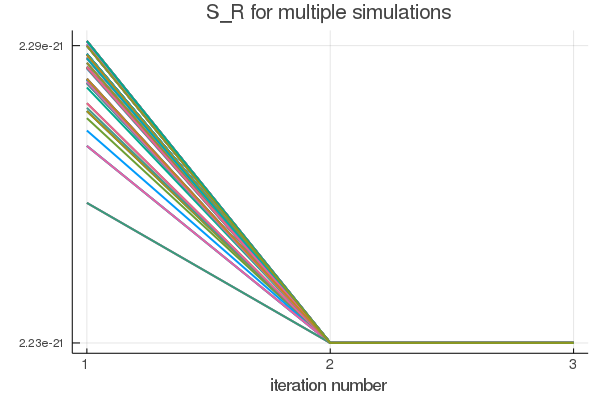 S_R for multiple simulations
2.29e-21
2.23e-21
1
2
3
iteration number